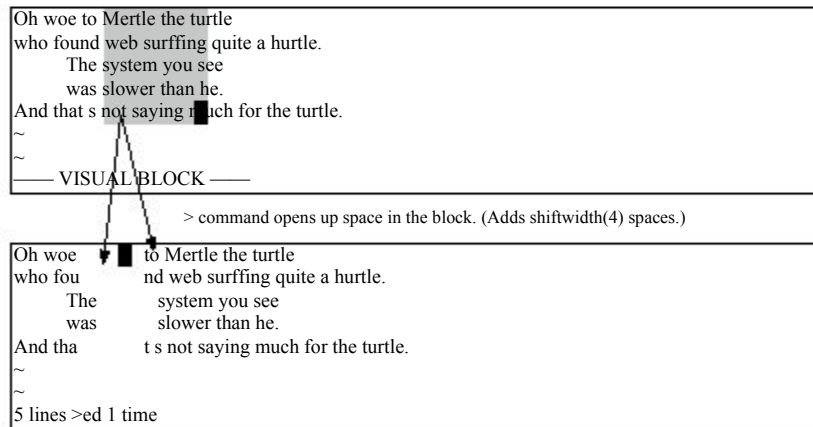 Oh woe to Mertle the turtle
who found web surffing quite a hurtle.
The system you see
was slower than he.
And that s not saying much for the turtle.
~
~
—— VISUAL BLOCK ——
> command opens up space in the block. (Adds shiftwidth(4) spaces.)
Oh woe to Mertle the turtle
who fou nd web surffing quite a hurtle.
The system you see
was slower than he.
And tha t s not saying much for the turtle.
~
~
5 lines >ed 1 time